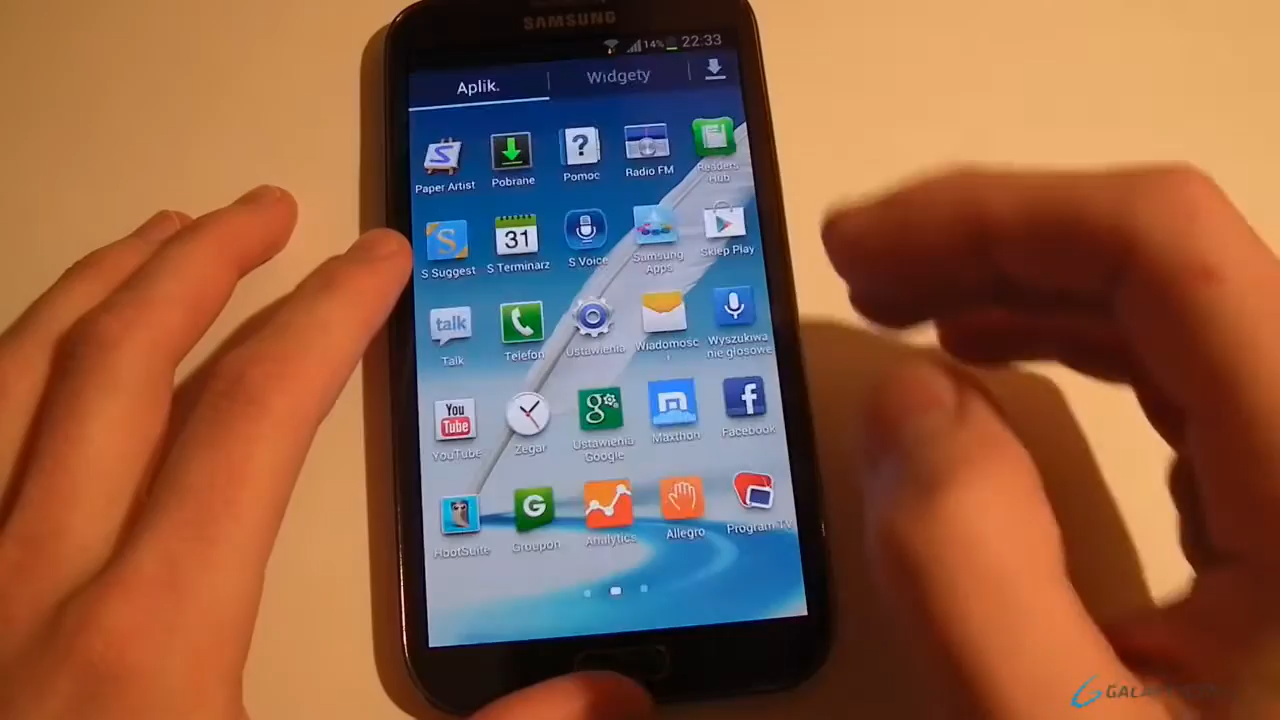 SAMSUNG
14% 22:33
Aplik. Widgety
Paper Artist Pobrane Pomoc Radio FM Readers
Hub
31
S Suggest S Terminarz S Voice Samsung
Apps Sklep Play
talk
Talk Telefon Ustawienia Wiadomosc
i Wyszukiwa
nie głosowe
You
Tube
YouTube Zegar Ustawienia
Google Maxthon Facebook
HootSuite Groupon Analytics Allegro Program TV